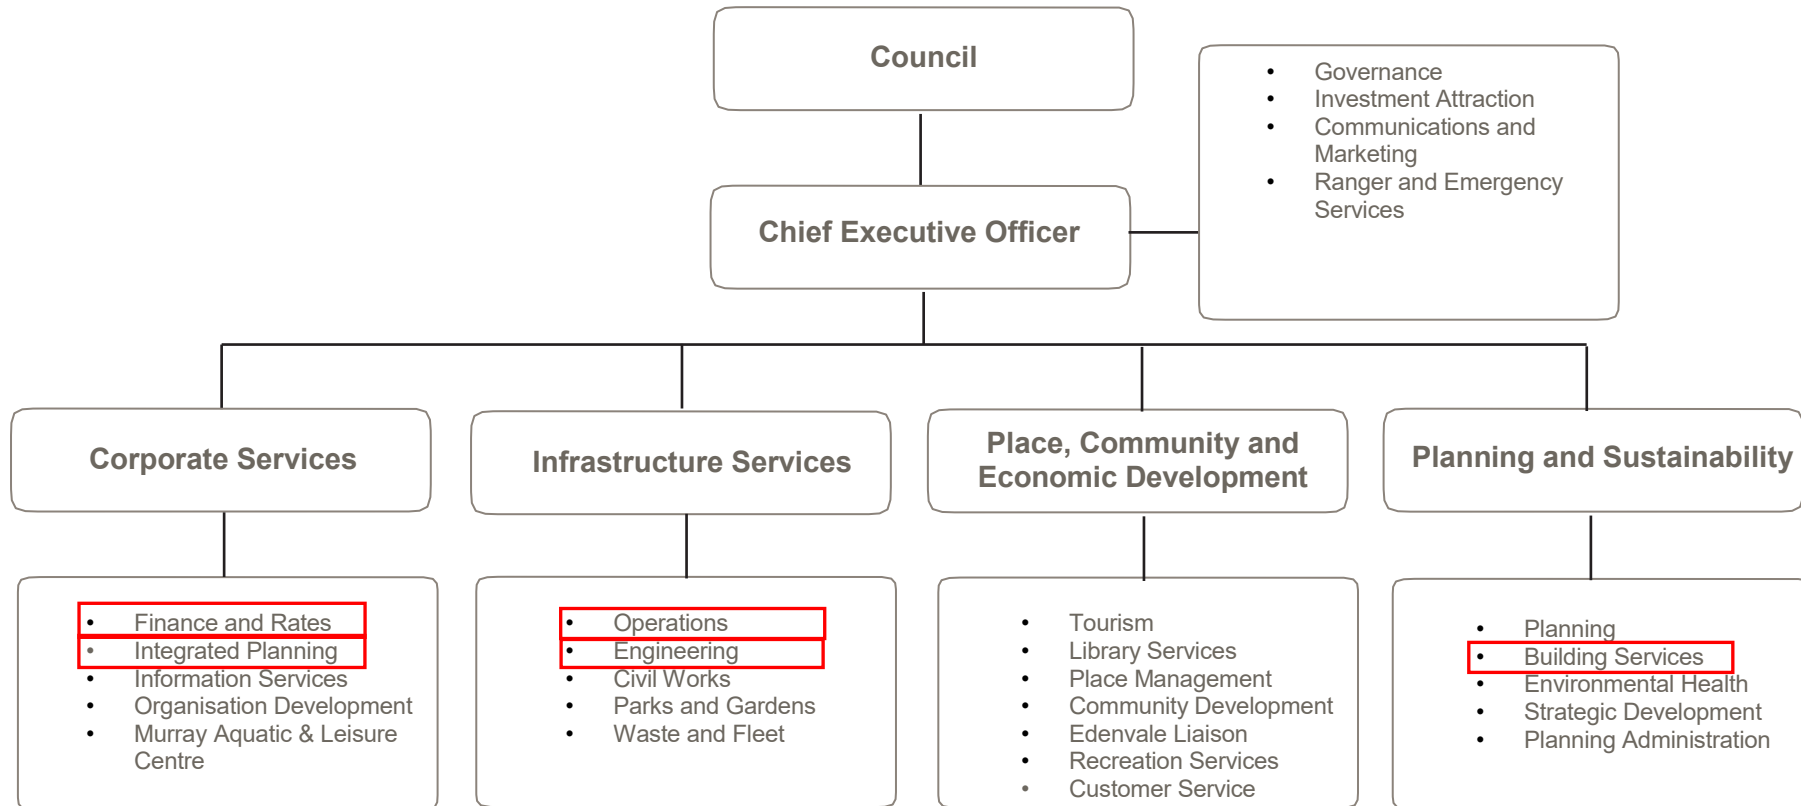 Council
• Governance
• Investment Attraction
• Communications and
Marketing
• Ranger and Emergency
Services
Chief Executive Officer
Corporate Services
Infrastructure Services
Place, Community and
Economic Development
Planning and Sustainability
• Finance and Rates
• Integrated Planning
• Information Services
• Organisation Development
• Murray Aquatic & Leisure
Centre
• Operations
• Engineering
• Civil Works
• Parks and Gardens
• Waste and Fleet
• Tourism
• Library Services
• Place Management
• Community Development
• Edenvale Liaison
• Recreation Services
• Customer Service
• Planning
• Building Services
• Environmental Health
• Strategic Development
• Planning Administration